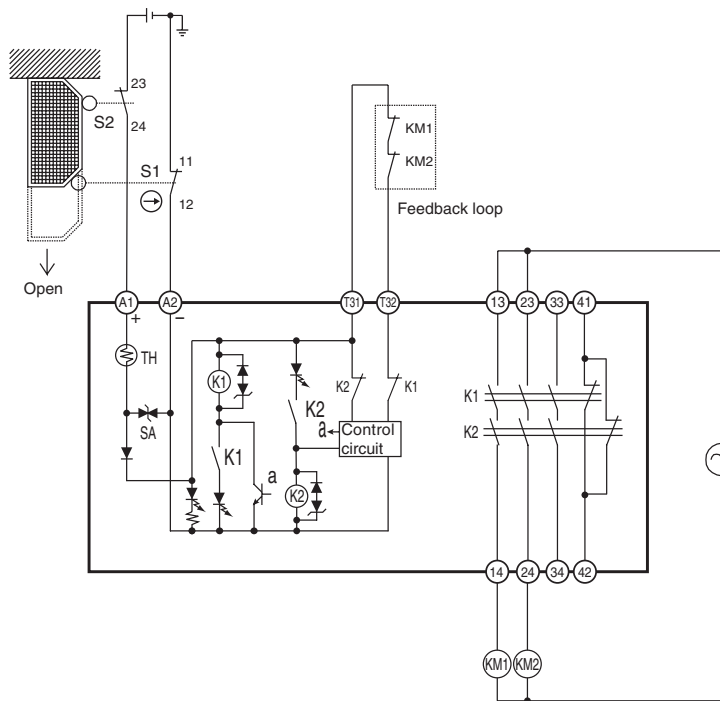 23
S2
24
11
S1
12
Open
KM1
KM2
Feedback loop
A1
A2
T31
T32
13
23
33
41
+
−
TH
SA
K1
K1
a
K2
K2
K2
K1
a
Control
circuit
K1
K2
14
24
34
42
KM1
KM2